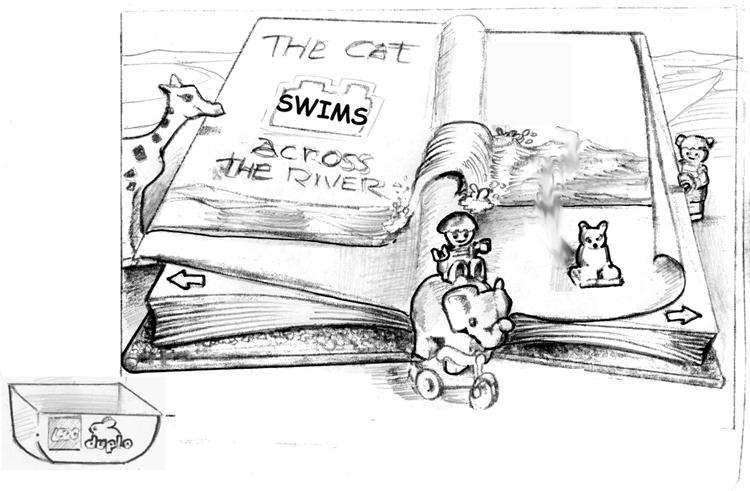 THE CAT
SWIMS
ACROSS
THE RIVER
LEGO
duplo